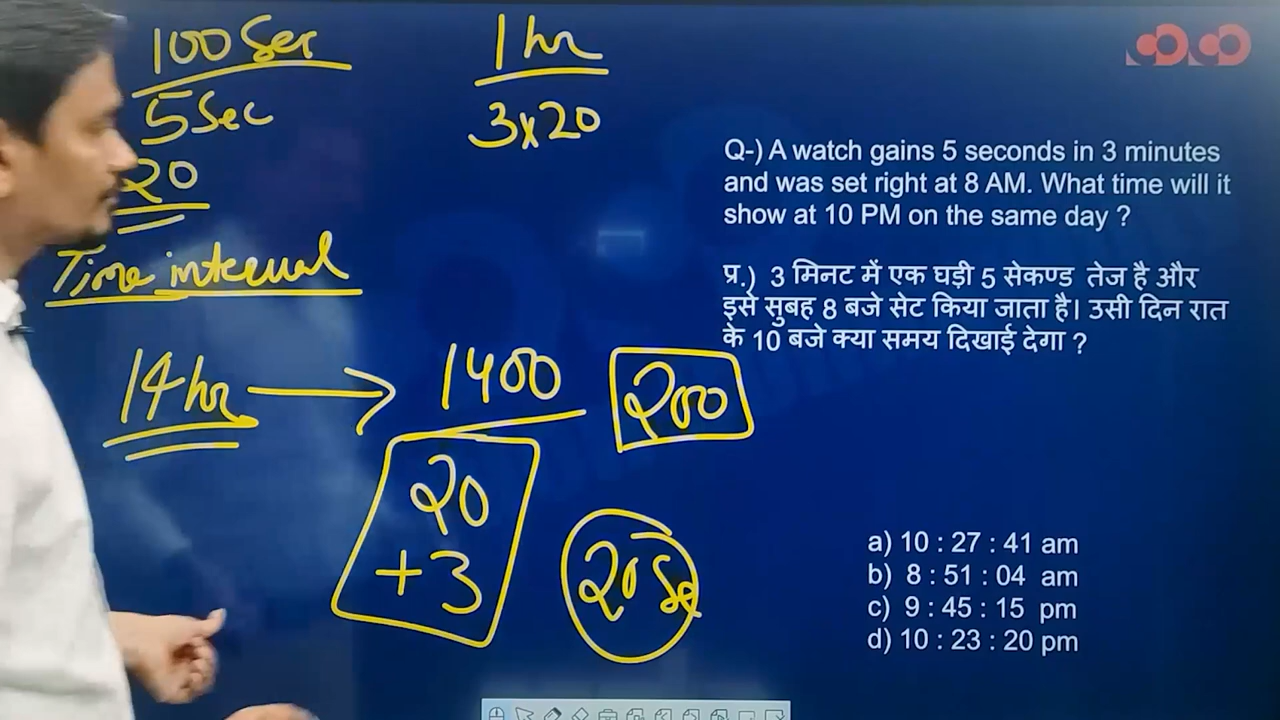 100 Sec
5 Sec
20
1 hr
3x20
Time interval
14 hr → 1400
200
20
+3
20 Sec
Q-) A watch gains 5 seconds in 3 minutes
and was set right at 8 AM. What time will it
show at 10 PM on the same day ?
प्र.) 3 मिनट में एक घड़ी 5 सेकण्ड तेज है और
इसे सुबह 8 बजे सेट किया जाता है। उसी दिन रात
के 10 बजे क्या समय दिखाई देगा ?
a) 10 : 27 : 41 am
b) 8 : 51 : 04 am
c) 9 : 45 : 15 pm
d) 10 : 23 : 20 pm